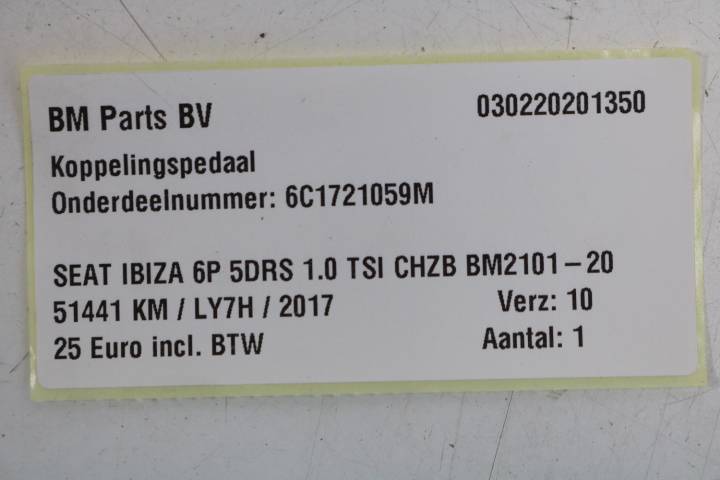 BM Parts BV 030220201350
Koppelingspedaal
Onderdeelnummer: 6C1721059M
SEAT IBIZA 6P 5DRS 1.0 TSI CHZB BM2101-20
51441 KM / LY7H / 2017 Verz: 10
25 Euro incl. BTW Aantal: 1